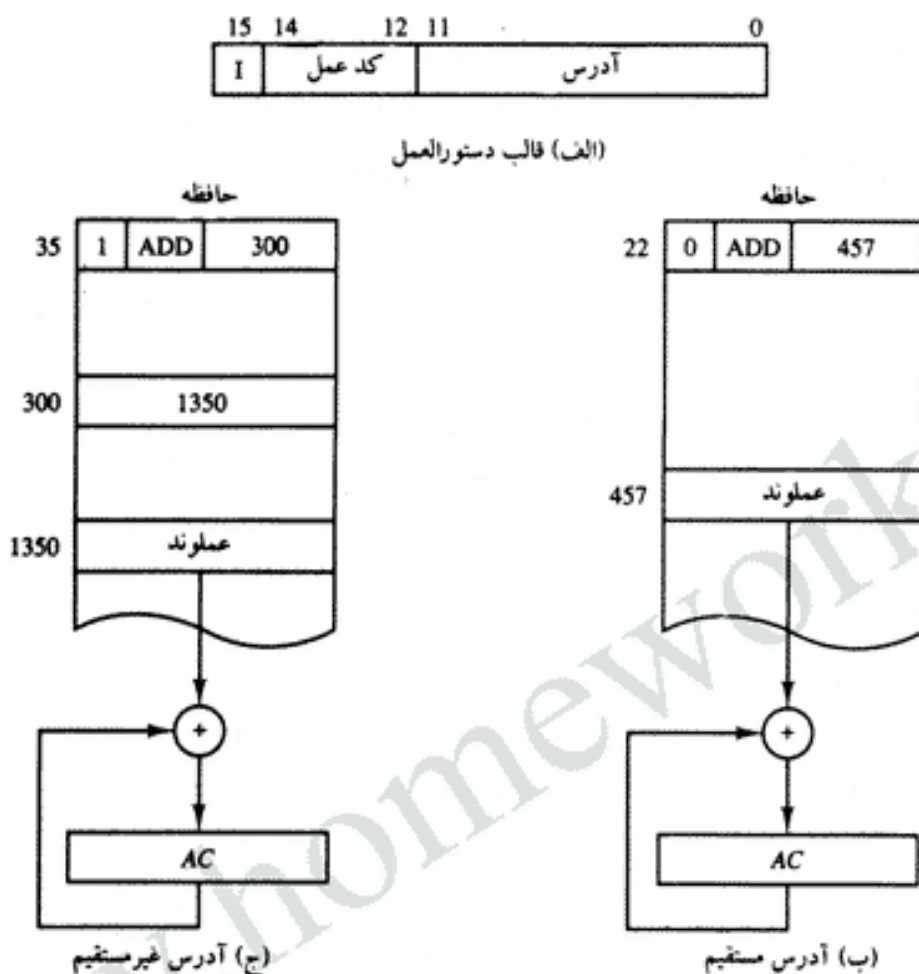 15 14 12 11 0
I کد عمل آدرس
(الف) قالب دستورالعمل
حافظه
22 0 ADD 457
457 عملوند
+
AC
(ب) آدرس مستقیم
حافظه
35 1 ADD 300
300 1350
1350 عملوند
+
AC
(ج) آدرس غیرمستقیم
homework